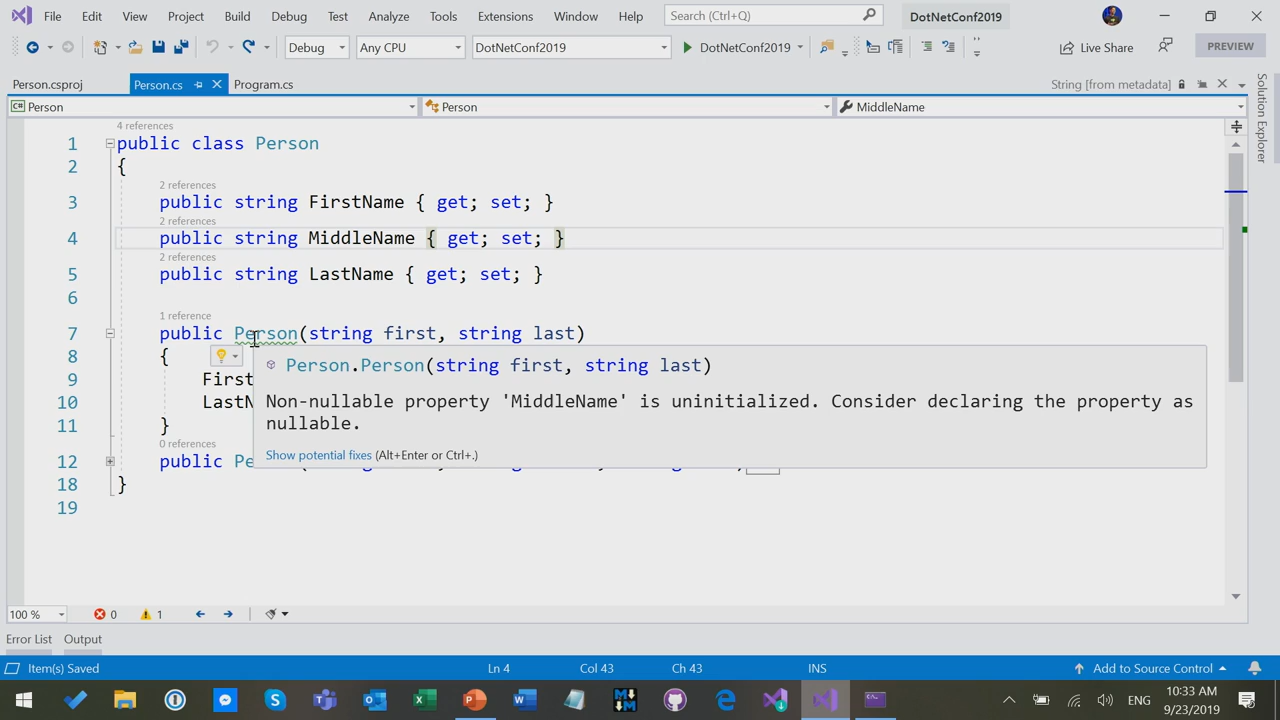 File Edit View Project Build Debug Test Analyze Tools Extensions Window Help Search (Ctrl+Q) DotNetConf2019
Debug Any CPU DotNetConf2019 DotNetConf2019 Live Share PREVIEW
Person.csproj Person.cs Program.cs String [from metadata]
C# Person Person MiddleName
Solution Explorer
4 references
1 public class Person
2 {
2 references
3 public string FirstName { get; set; }
2 references
4 public string MiddleName { get; set; }
2 references
5 public string LastName { get; set; }
6
1 reference
7 public Person(string first, string last)
8 {
Person.Person(string first, string last)
9 First
Non-nullable property 'MiddleName' is uninitialized. Consider declaring the property as
nullable.
10 LastN
11 }
0 references
Show potential fixes (Alt+Enter or Ctrl+.)
12 public Pe
18 }
19
100 % 0 1
Error List Output
Item(s) Saved Ln 4 Col 43 Ch 43 INS Add to Source Control
ENG 10:33 AM
9/23/2019